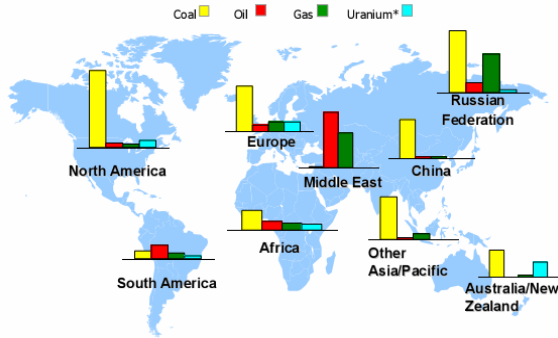 Coal Oil Gas Uranium*
Russian
Federation
North America
Europe
Middle East
China
Africa
Other
Asia/Pacific
South America
Australia/New
Zealand